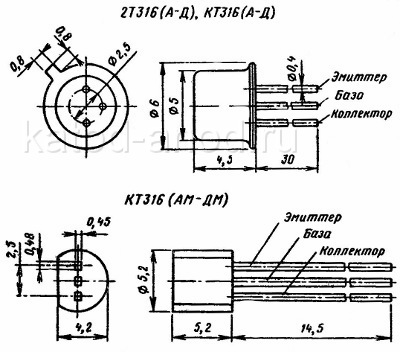 2Т316 (А-Д), КТ316 (А-Д)
0,8
0,8
Ф2,5
Ф6
Ф5
Ф0,4
Эмиттер
База
Коллектор
4,5
30
КТ316 (АМ-ДМ)
0,45
2,5
0,48
4,2
Ф5,2
5,2
Эмиттер
База
Коллектор
14,5